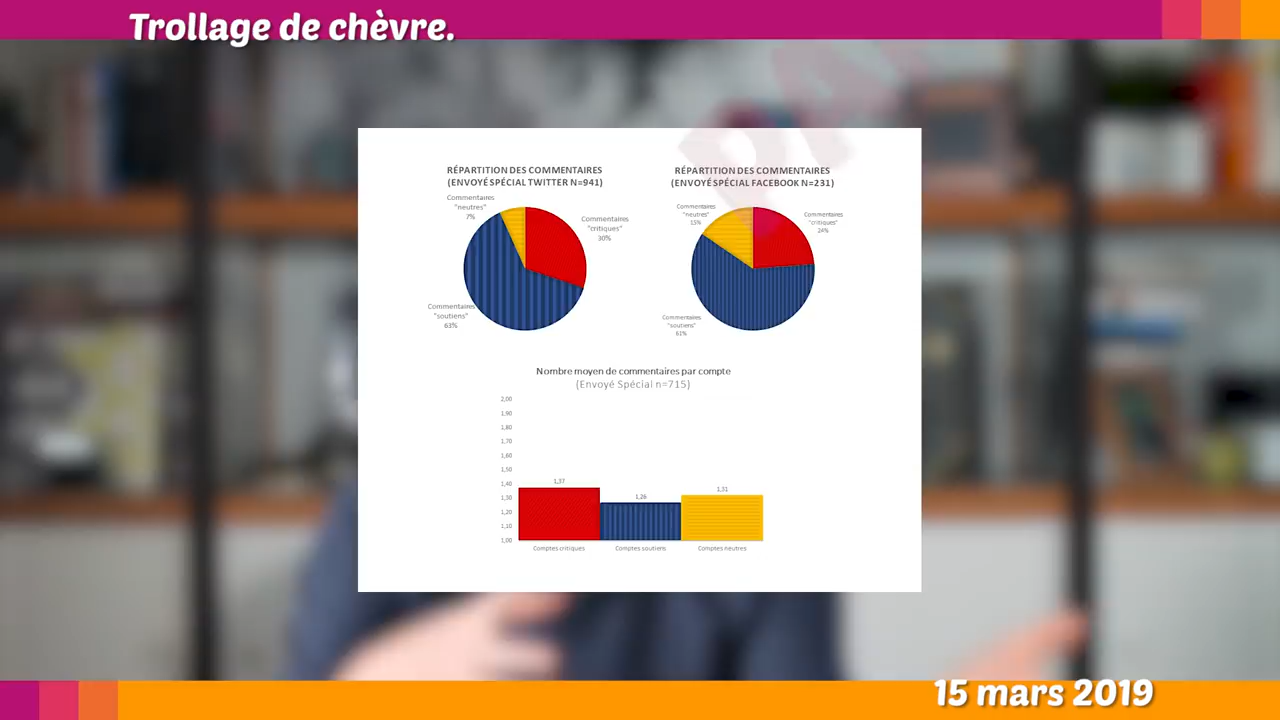 Trollage de chèvre.
RÉPARTITION DES COMMENTAIRES
(ENVOYÉ SPÉCIAL TWITTER N=941)
Commentaires
"neutres"
7%
Commentaires
"critiques"
30%
Commentaires
"soutiens"
63%
RÉPARTITION DES COMMENTAIRES
(ENVOYÉ SPÉCIAL FACEBOOK N=231)
Commentaires
"neutres"
15%
Commentaires
"critiques"
24%
Commentaires
"soutiens"
61%
Nombre moyen de commentaires par compte
(Envoyé Spécial n=715)
2,00
1,90
1,80
1,70
1,60
1,50
1,40
1,30
1,20
1,10
1,00
1,37
1,26
1,31
Comptes critiques
Comptes soutiens
Comptes neutres
15 mars 2019